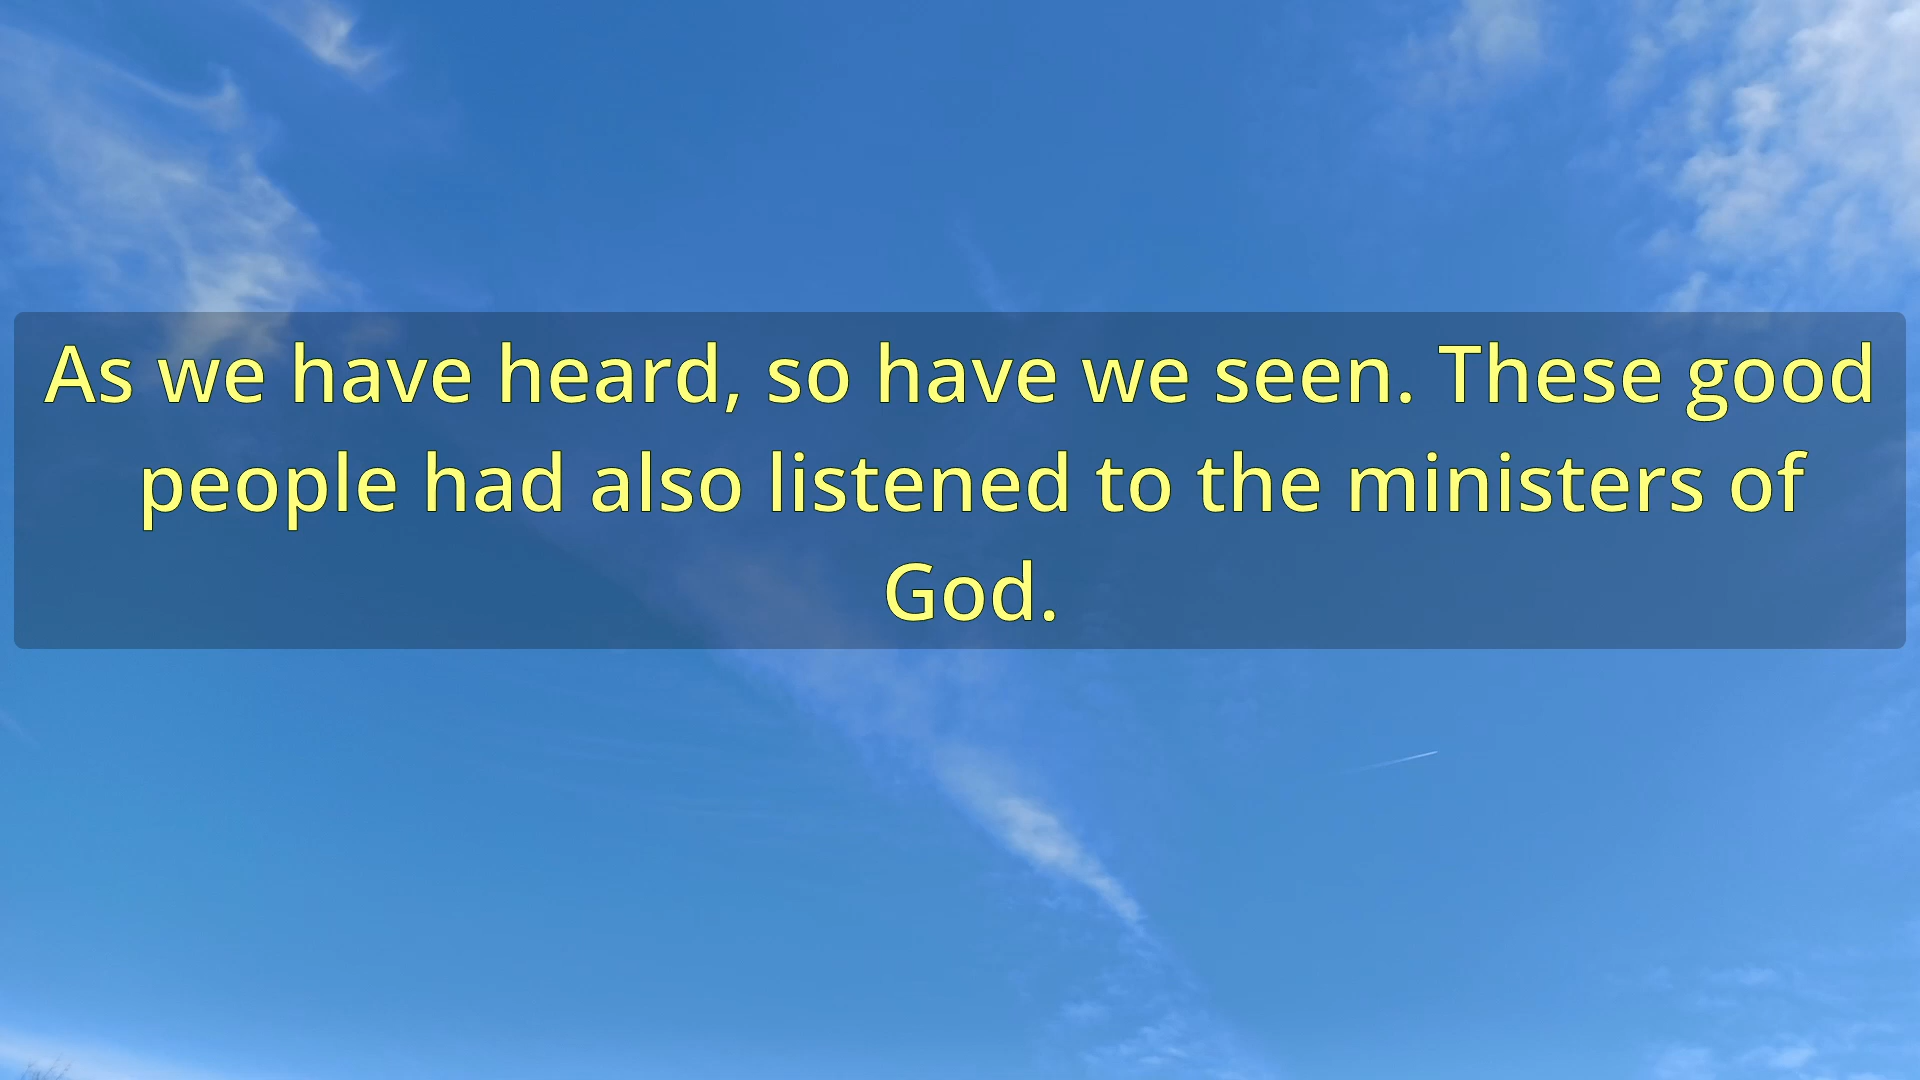 As we have heard, so have we seen. These good
people had also listened to the ministers of
God.